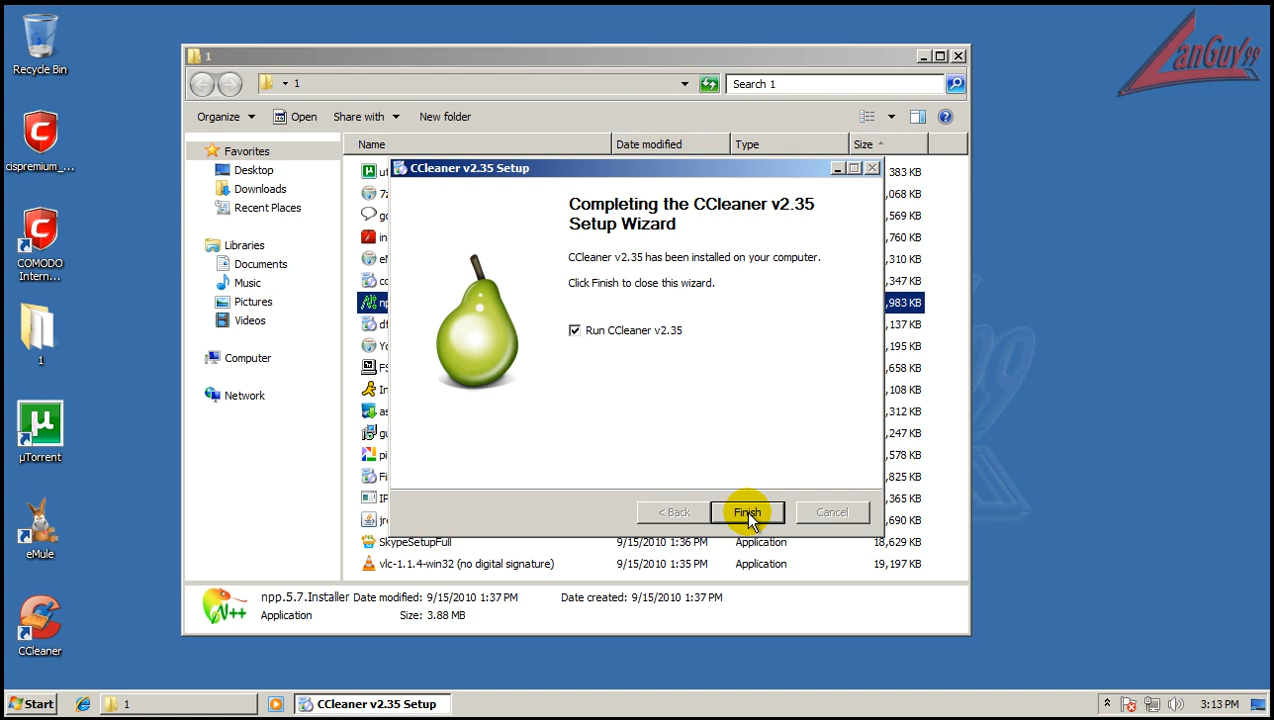 Recycle Bin
cispremium_...
COMODO
Intern...
1
µTorrent
eMule
CCleaner
LanGuy99
1
1
Search 1
Organize
Open
Share with
New folder
Favorites
Desktop
Downloads
Recent Places
Libraries
Documents
Music
Pictures
Videos
Computer
Network
Name Date modified Type Size
383 KB
,068 KB
,569 KB
,760 KB
,310 KB
,347 KB
,983 KB
,137 KB
,195 KB
,658 KB
,108 KB
,312 KB
,247 KB
,578 KB
,825 KB
,365 KB
,690 KB
SkypeSetupFull 9/15/2010 1:36 PM Application 18,629 KB
vlc-1.1.4-win32 (no digital signature) 9/15/2010 1:35 PM Application 19,197 KB
CCleaner v2.35 Setup
Completing the CCleaner v2.35
Setup Wizard
CCleaner v2.35 has been installed on your computer.
Click Finish to close this wizard.
Run CCleaner v2.35
< Back Finish Cancel
N++
npp.5.7.Installer Date modified: 9/15/2010 1:37 PM Date created: 9/15/2010 1:37 PM
Application Size: 3.88 MB
Start
1
CCleaner v2.35 Setup
3:13 PM